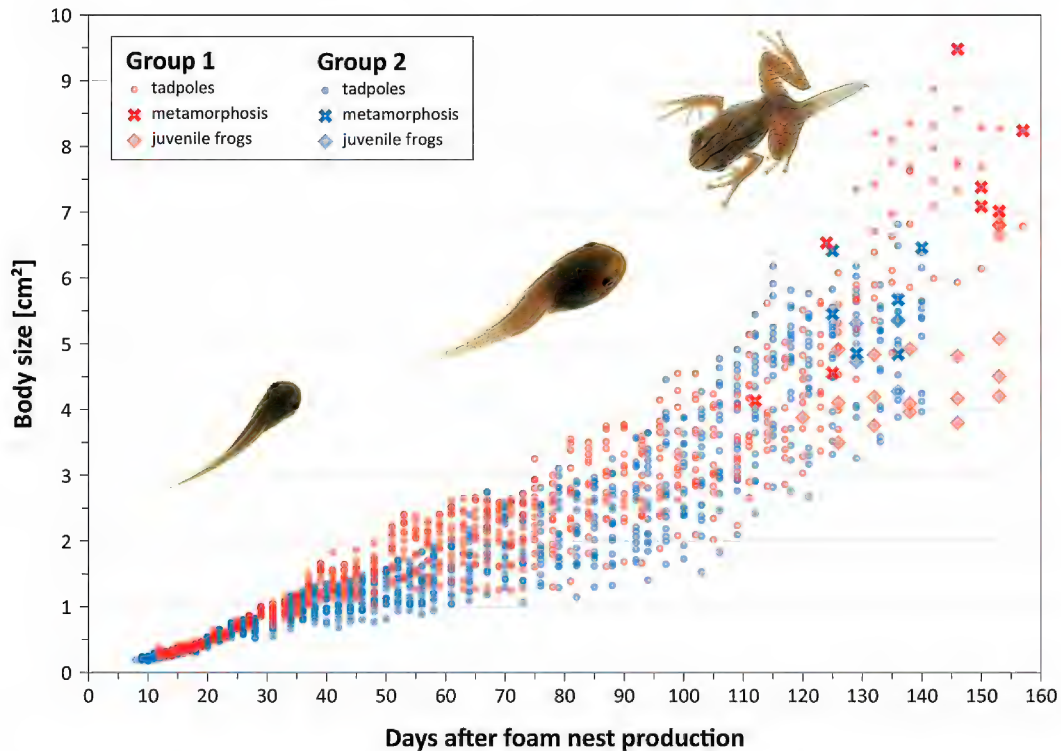 10
9
8
7
6
5
4
3
2
1
0
Body size [cm²]
Group 1
tadpoles
metamorphosis
juvenile frogs
Group 2
tadpoles
metamorphosis
juvenile frogs
0 10 20 30 40 50 60 70 80 90 100 110 120 130 140 150 160
Days after foam nest production